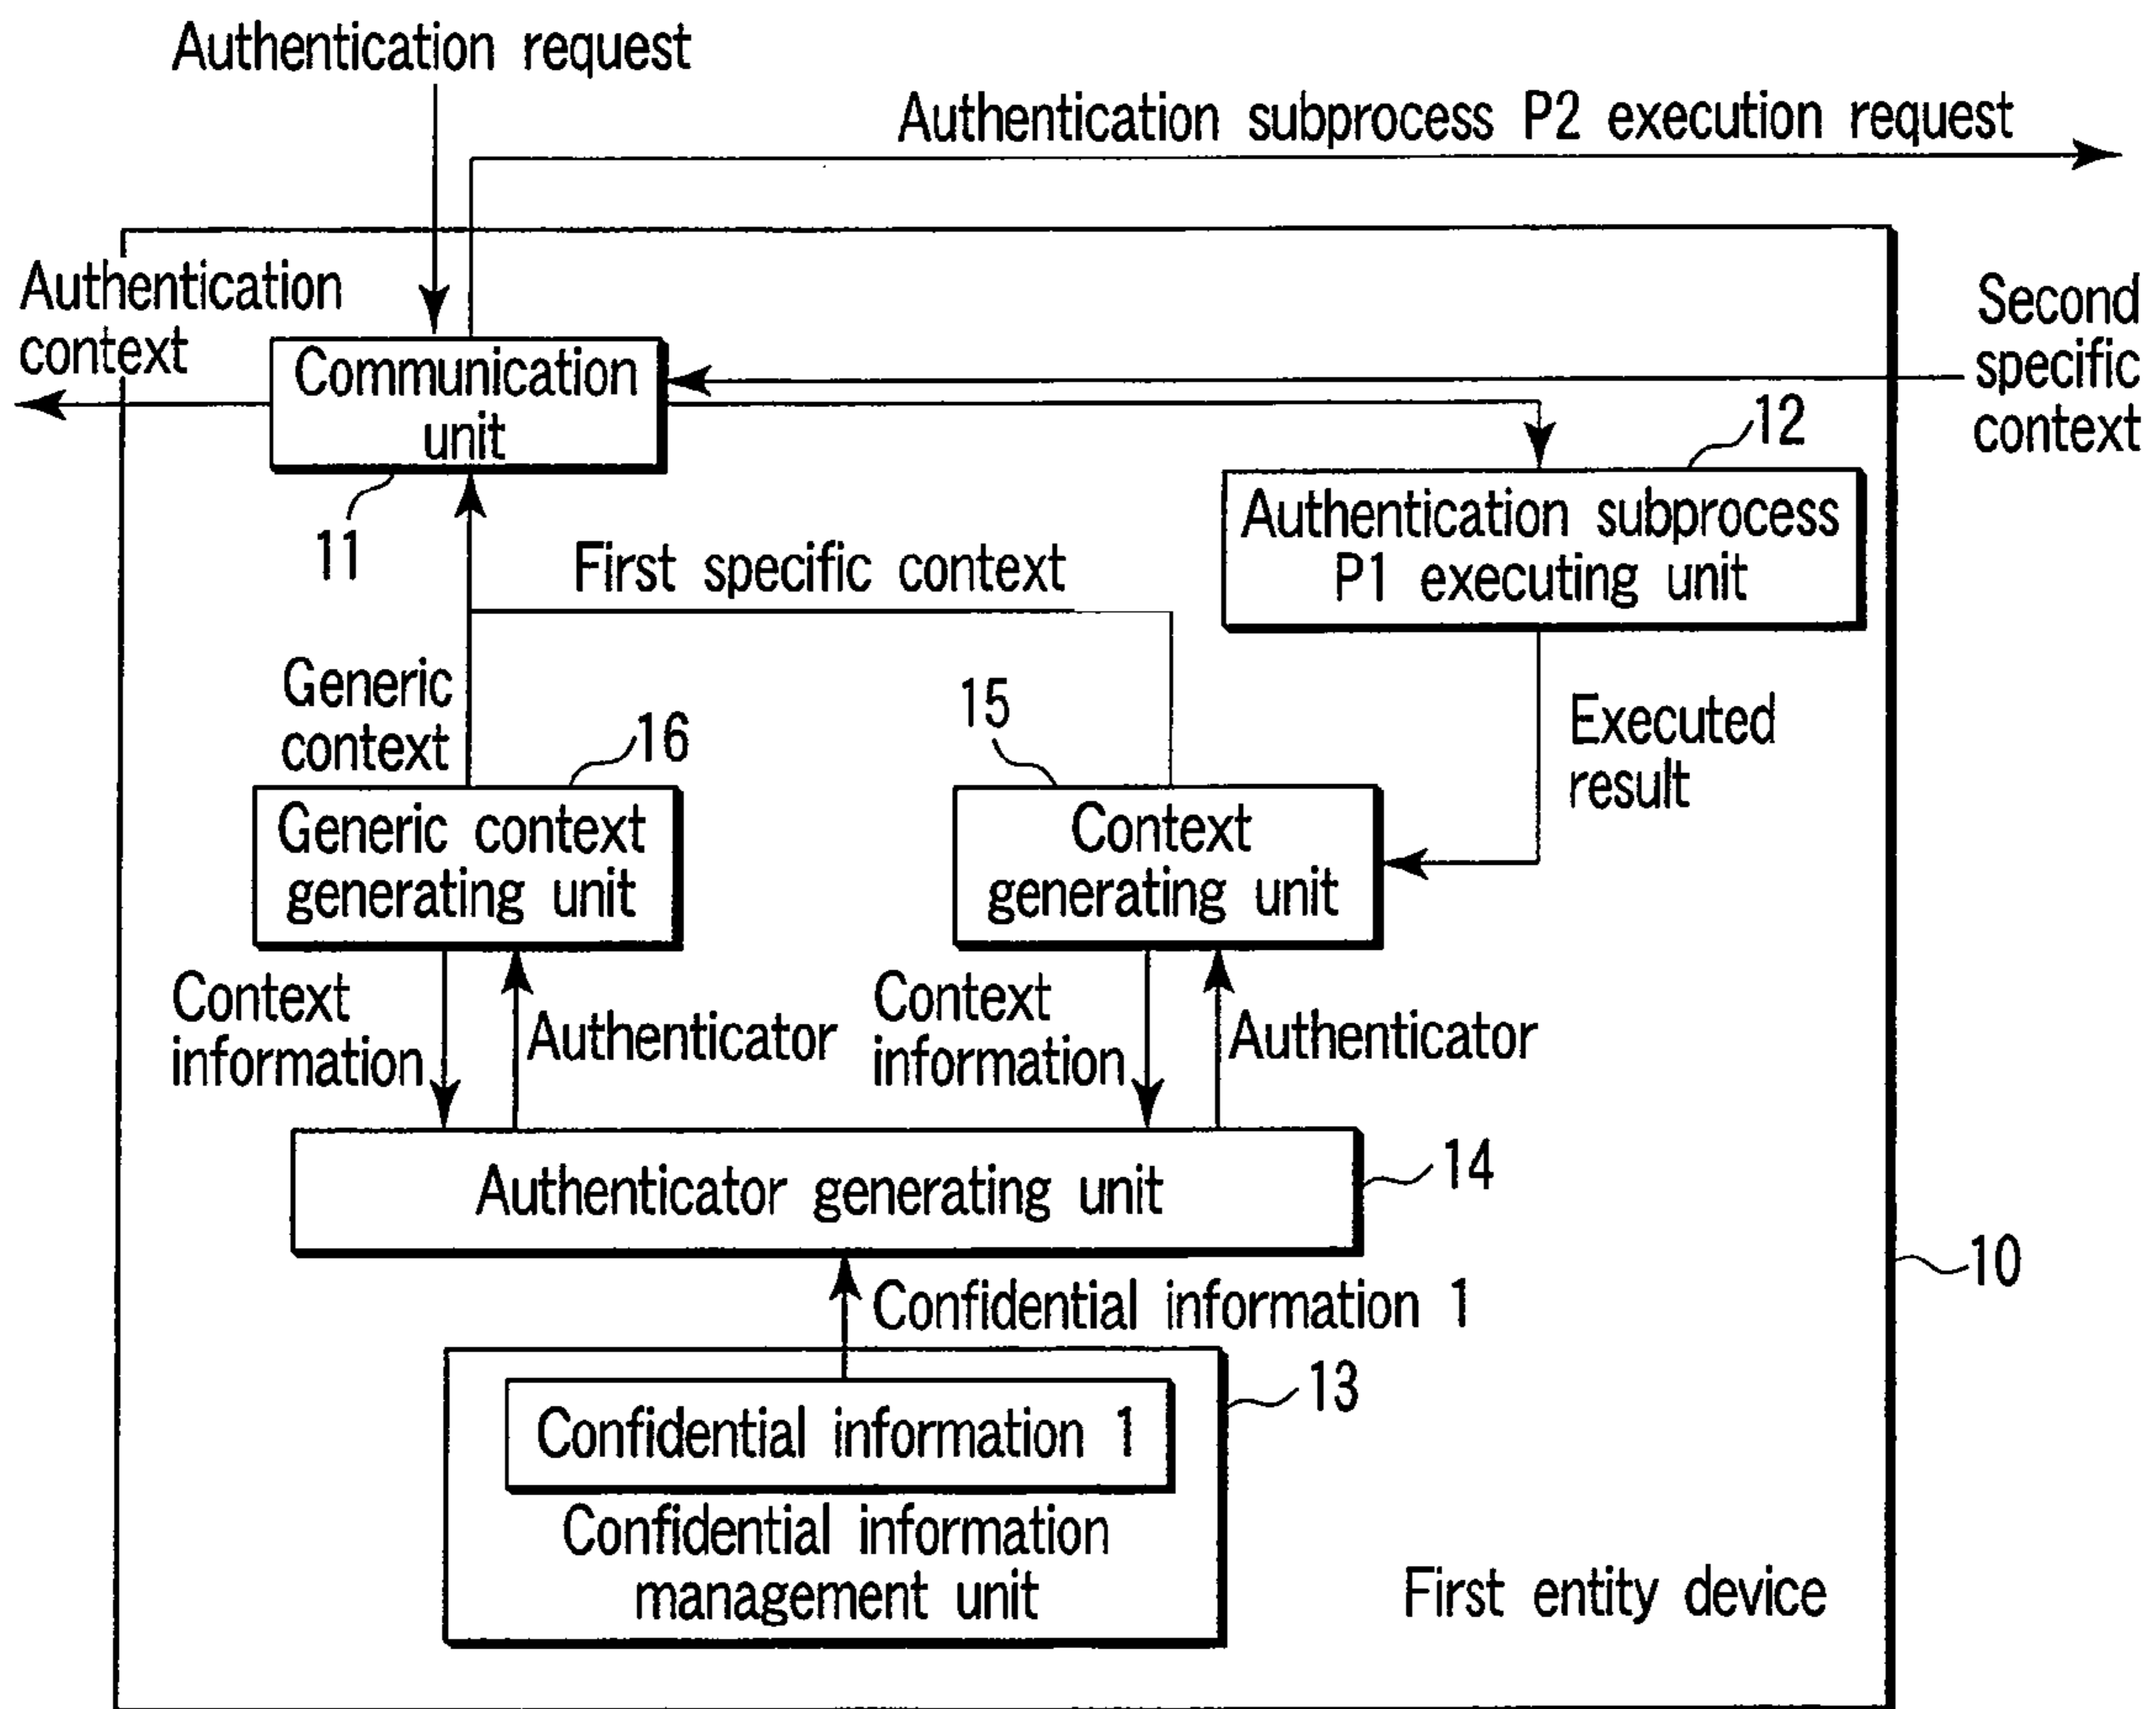 Authentication request
Authentication subprocess P2 execution request
Authentication
context
Second
specific
context
Communication
unit
11
12
Authentication subprocess
P1 executing unit
First specific context
Generic
context
16
15
Executed
result
Generic context
generating unit
Context
generating unit
Context
information
Authenticator
Context
information
Authenticator
Authenticator generating unit
14
10
Confidential information 1
13
Confidential information 1
Confidential information
management unit
First entity device